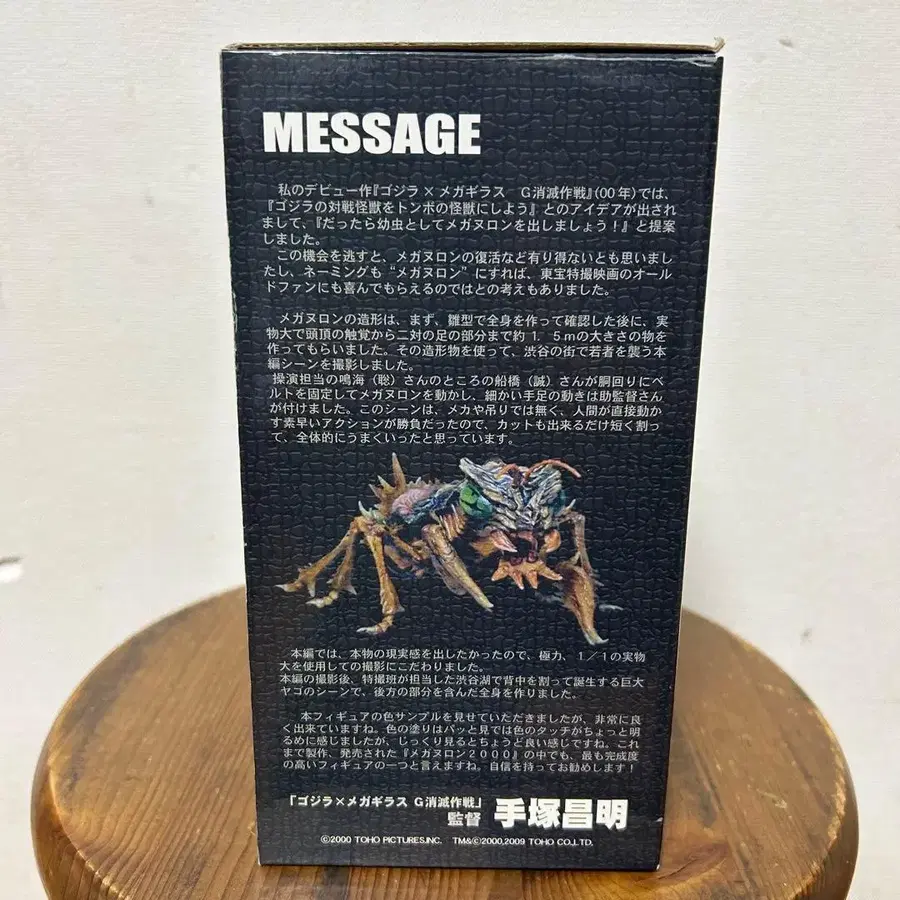 MESSAGE
私のデビュー作『ゴジラ×メガギラス G消滅作戦』(00年)では、
『ゴジラの対戦怪獣をトンボの怪獣にしよう』とのアイデアが出され
まして、『だったら幼虫としてメガヌロンを出しましょう!』と提案
しました。
この機会を逃すと、メガヌロンの復活など有り得ないとも思いまし
たし、ネーミングも“メガヌロン”にすれば、東宝特撮映画のオール
ドファンにも喜んでもらえるのではとの考えもありました。
メガヌロンの造形は、まず、雛型で全身を作って確認した後に、実
物大で頭頂の触覚から二対の足の部分まで約1.5mの大きさの物を
作ってもらいました。その造形物を使って、渋谷の街で若者を襲う本
編シーンを撮影しました。
操演担当の鳴海(聡)さんのところの船橋(誠)さんが胴回りにベ
ルトを固定してメガヌロンを動かし、細かい手足の動きは助監督さん
が付けました。このシーンは、メカや吊りでは無く、人間が直接動か
す素早いアクションが勝負だったので、カットも出来るだけ短く割っ
て、全体的にうまくいったと思っています。
本編では、本物の現実感を出したかったので、極力、1/1の実物
大を使用しての撮影にこだわりました。
本編の撮影後、特撮班が担当した渋谷湖で背中を割って誕生する巨大
ヤゴのシーンで、後方の部分を含んだ全身を作りました。
本フィギュアの色サンプルを見せていただきましたが、非常に良
く出来ていますね。色の塗りはパッと見では色のタッチがちょっと明
るめに感じましたが、じっくり見るとちょうど良い感じですね。これ
まで製作、発売された『メガヌロン2000』の中でも、最も完成度
の高いフィギュアの一つと言えますね。自信を持ってお勧めします!
「ゴジラ×メガギラス G消滅作戦」
監督 手塚昌明
©2000 TOHO PICTURES.INC. TM&©2000,2009 TOHO CO.,LTD.